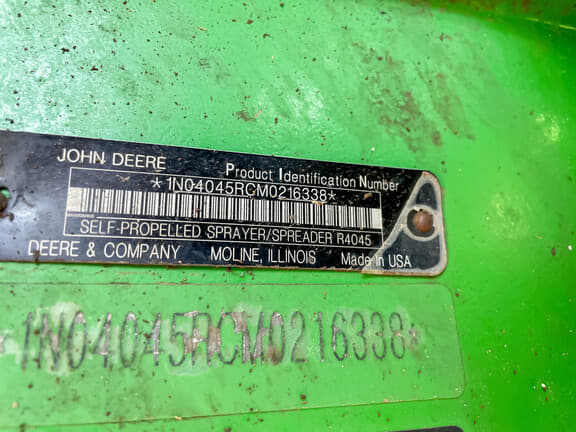 JOHN DEERE Product Identification Number
*1N04045RCM0216338*
SELF-PROPELLED SPRAYER/SPREADER R4045
DEERE & COMPANY MOLINE, ILLINOIS Made in USA
1N04045RCM0216338*